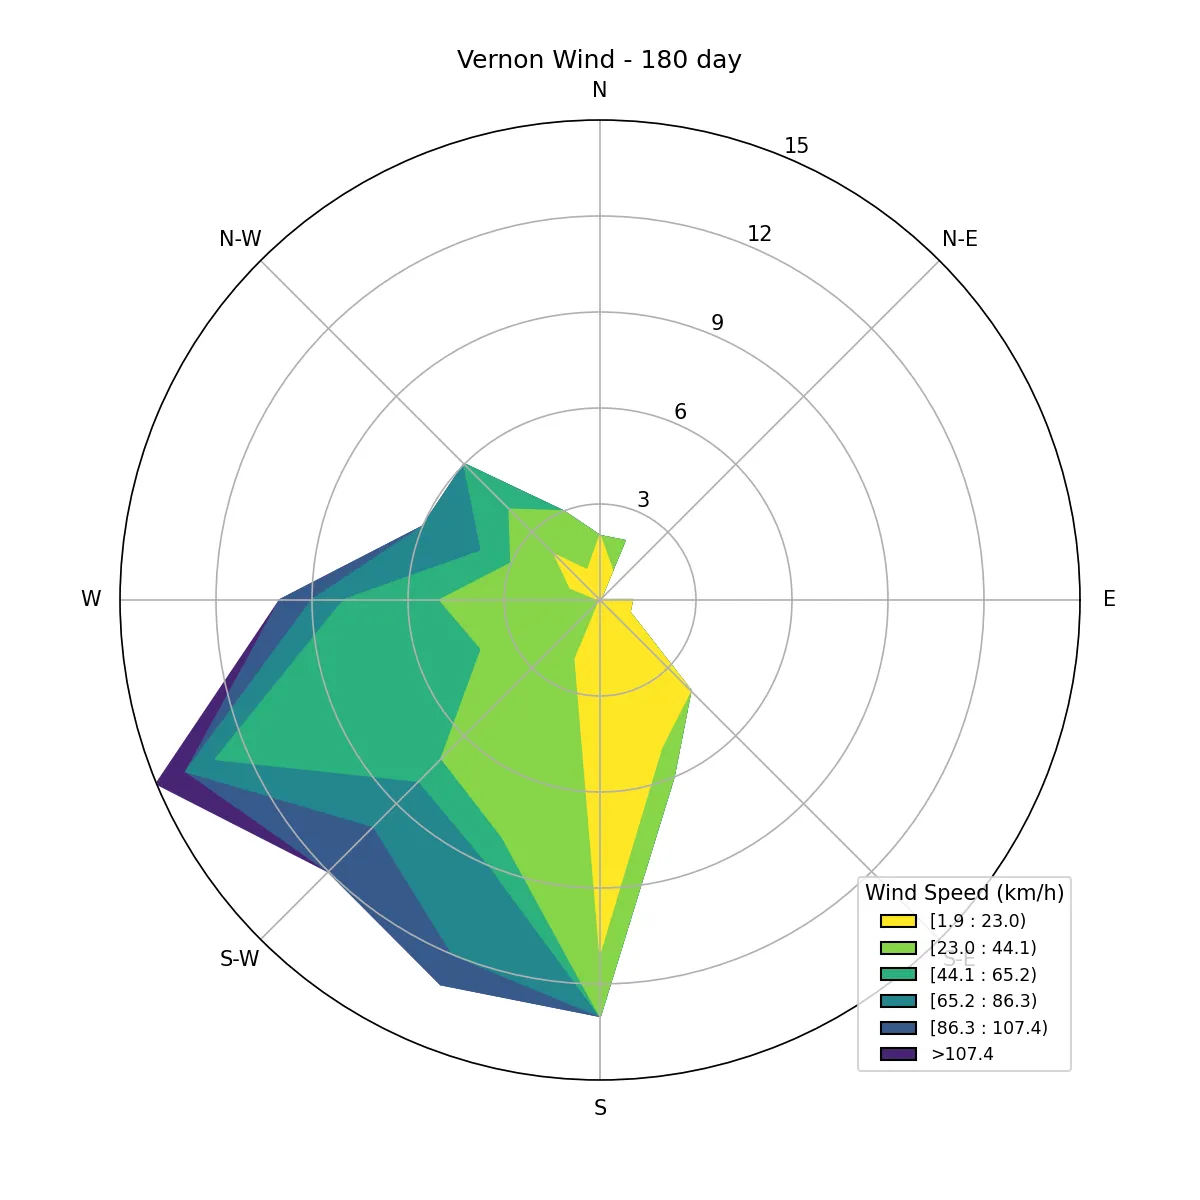 Vernon Wind - 180 day
N
15
N-W
12
N-E
9
6
3
W
E
S-W
S-E
S
Wind Speed (km/h)
[1.9 : 23.0)
[23.0 : 44.1)
[44.1 : 65.2)
[65.2 : 86.3)
[86.3 : 107.4)
>107.4